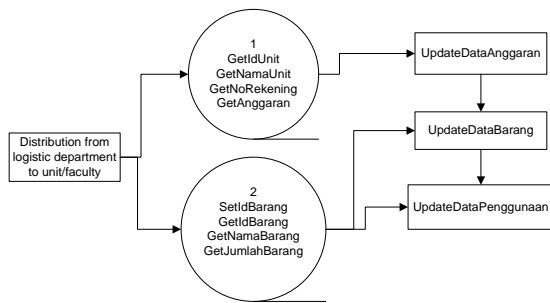 1
GetIdUnit
GetNamaUnit
GetNoRekening
GetAnggaran
UpdateDataAnggaran
UpdateDataBarang
Distribution from
logistic department
to unit/faculty
2
SetIdBarang
GetIdBarang
GetNamaBarang
GetJumlahBarang
UpdateDataPenggunaan